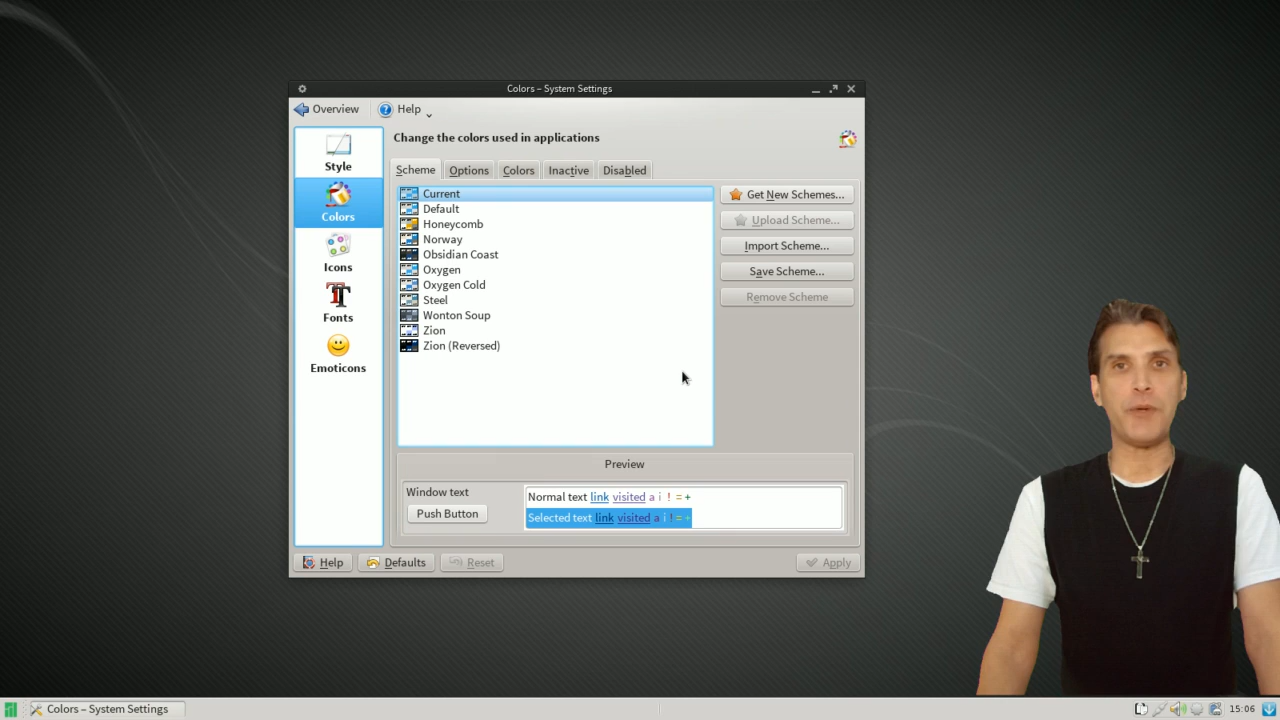 Colors – System Settings
Overview
Help
Style
Colors
Icons
Fonts
Emoticons
Change the colors used in applications
Scheme
Options
Colors
Inactive
Disabled
Current
Default
Honeycomb
Norway
Obsidian Coast
Oxygen
Oxygen Cold
Steel
Wonton Soup
Zion
Zion (Reversed)
Get New Schemes...
Upload Scheme...
Import Scheme...
Save Scheme...
Remove Scheme
Preview
Window text
Push Button
Normal text link visited a i ! = +
Selected text link visited a i ! = +
Help
Defaults
Reset
Apply
Colors – System Settings
15:06